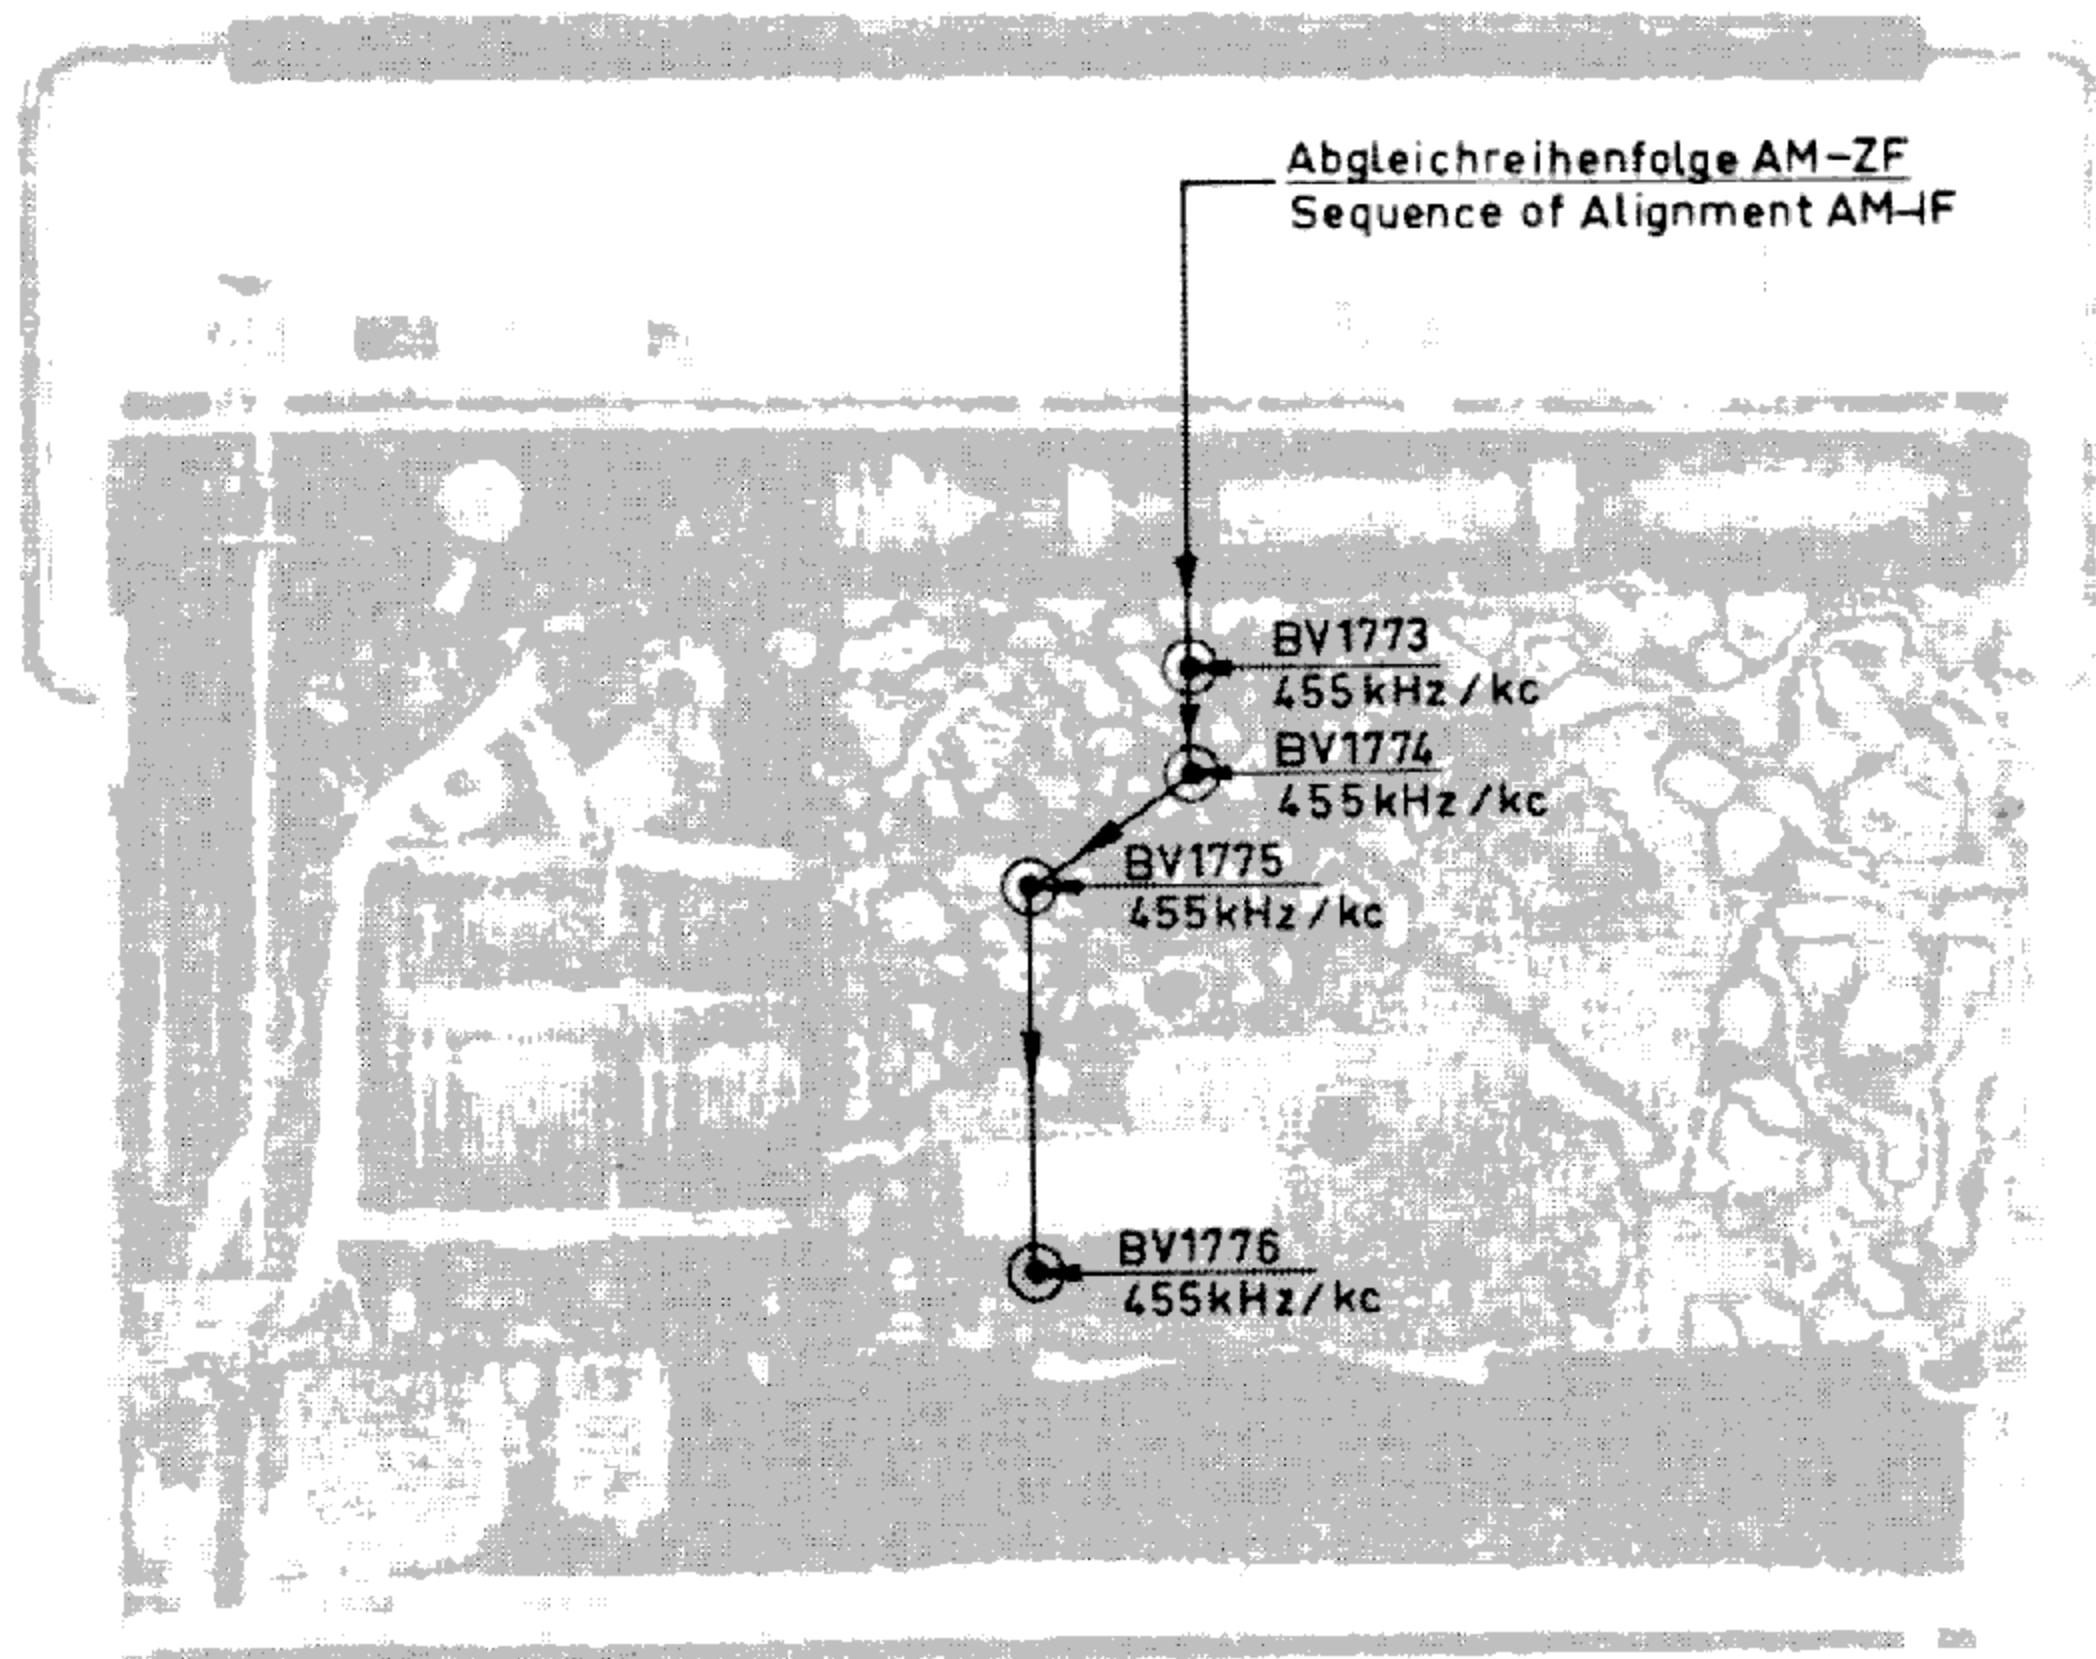 Abgleichreihenfolge AM-ZF
Sequence of Alignment AM-IF
BV1773
455kHz/kc
BV1774
455kHz/kc
BV1775
455kHz/kc
BV1776
455kHz/kc